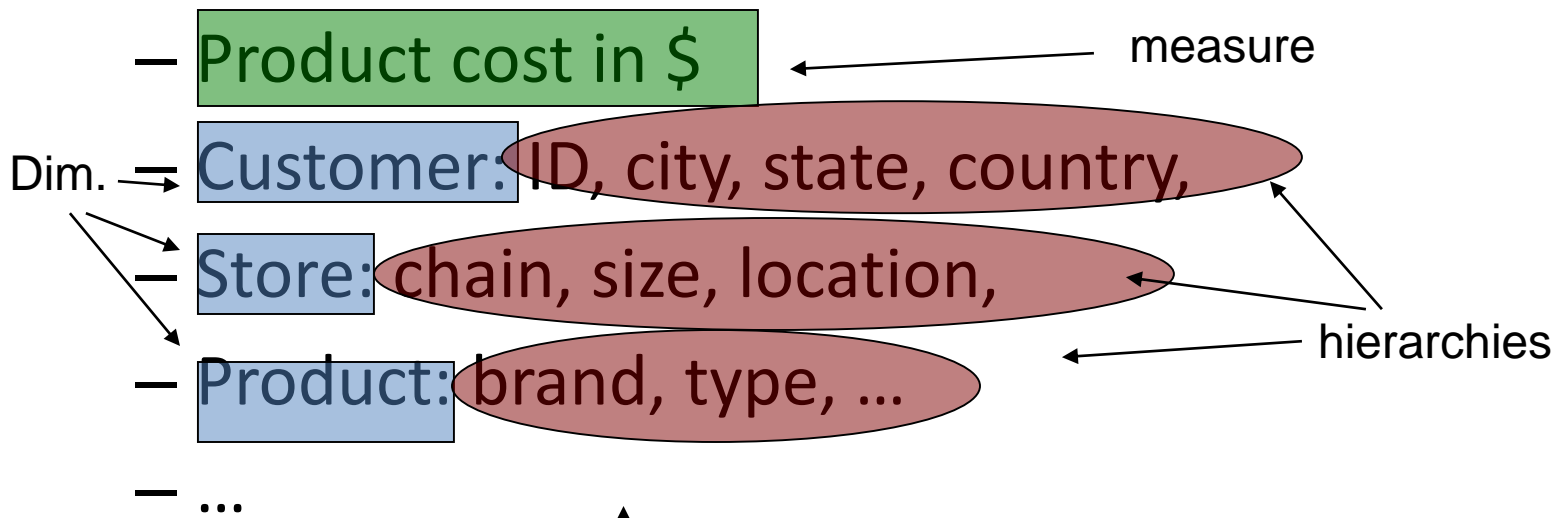 – Product cost in $
measure
Dim.
– Customer: ID, city, state, country,
– Store: chain, size, location,
hierarchies
– Product: brand, type, ...
– ...